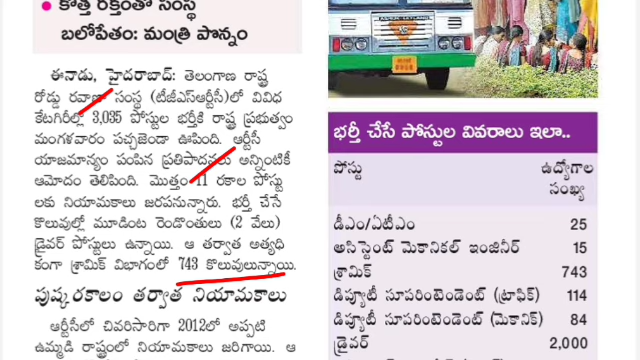 కొత్త రక్తంతో సంస్థ
బలోపేతం: మంత్రి పొన్నం
ఈనాడు, హైదరాబాద్: తెలంగాణ రాష్ట్ర
రోడ్డు రవాణా సంస్థ (టీజీఎస్ఆర్టీసీ)లో వివిధ
కేటగిరీల్లో 3,035 పోస్టుల భర్తీకి రాష్ట్ర ప్రభుత్వం
మంగళవారం పచ్చజెండా ఊపింది. ఆర్టీసీ
యాజమాన్యం పంపిన ప్రతిపాదనలు అన్నింటికీ
ఆమోదం తెలిపింది. మొత్తం 11 రకాల పోస్టు
లకు నియామకాలు జరపనున్నారు. భర్తీ చేసే
కొలువుల్లో మూడింట రెండొంతులు (2 వేలు)
డ్రైవర్ పోస్టులు ఉన్నాయి. ఆ తర్వాత అత్యధి
కంగా శ్రామిక్ విభాగంలో 743 కొలువులున్నాయి.
పుష్కరకాలం తర్వాత నియామకాలు
ఆర్టీసీలో చివరిసారిగా 2012లో అప్పటి
ఉమ్మడి రాష్ట్రంలో నియామకాలు జరిగాయి. ఆ
భర్తీ చేసే పోస్టుల వివరాలు ఇలా..
పోస్టు ఉద్యోగాల
సంఖ్య
డీఎం/ఏటీఎం 25
అసిస్టెంట్ మెకానికల్ ఇంజినీర్ 15
శ్రామిక్ 743
డిప్యూటీ సూపరింటెండెంట్ (ట్రాఫిక్) 114
డిప్యూటీ సూపరింటెండెంట్ (మెకానిక్) 84
డ్రైవర్ 2,000